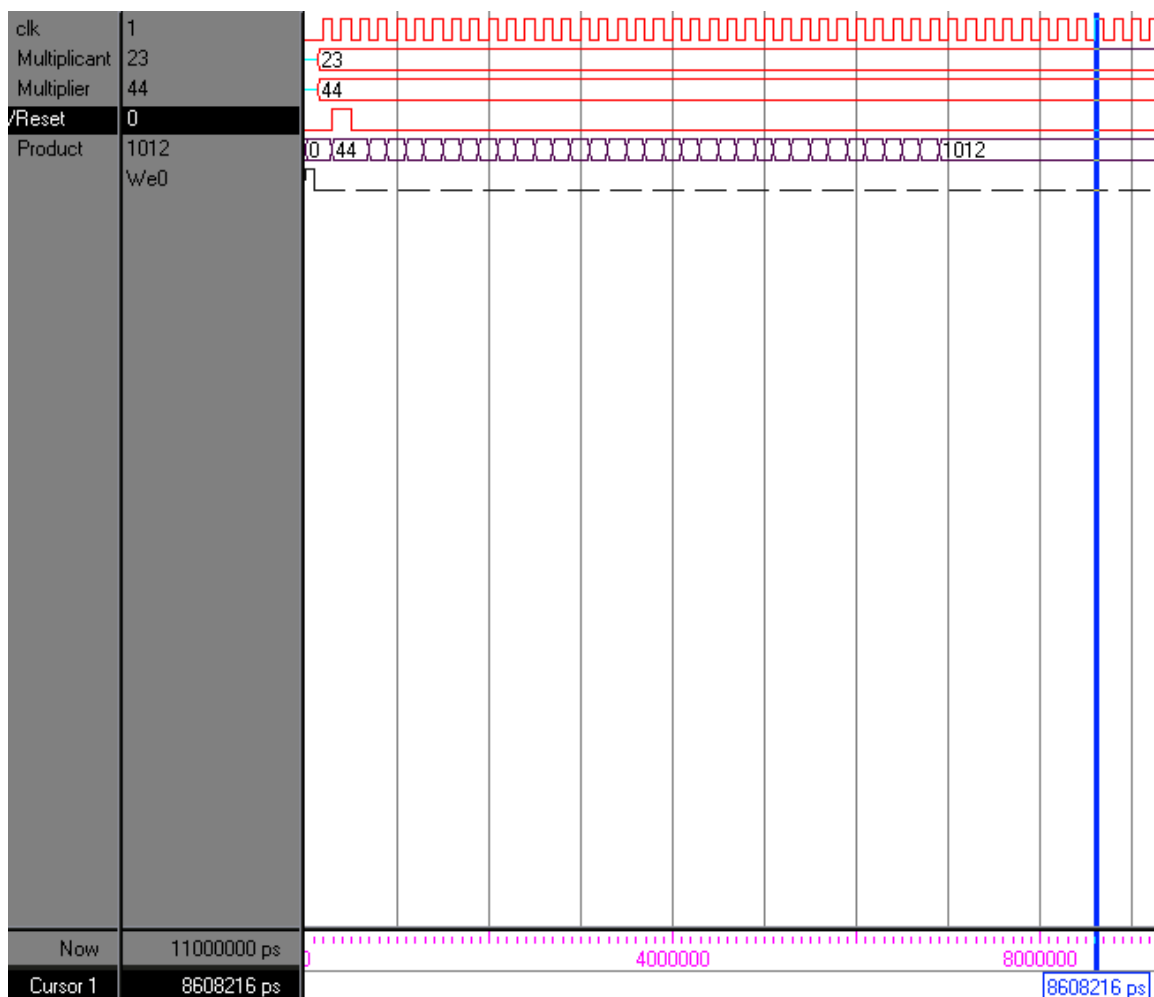 clk 1
Multiplicant 23 23
Multiplier 44 44
/Reset 0
Product 1012 0 44 1012
We0
Now 11000000 ps 0 4000000 8000000
Cursor 1 8608216 ps 8608216 ps